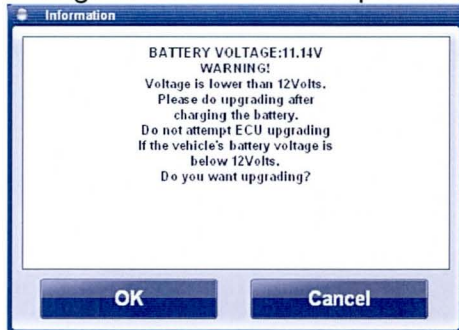 Information
BATTERY VOLTAGE:11.14V
WARNING!
Voltage is lower than 12Volts.
Please do upgrading after
charging the battery.
Do not attempt ECU upgrading
If the vehicle's battery voltage is
below 12Volts.
Do you want upgrading?
OK
Cancel